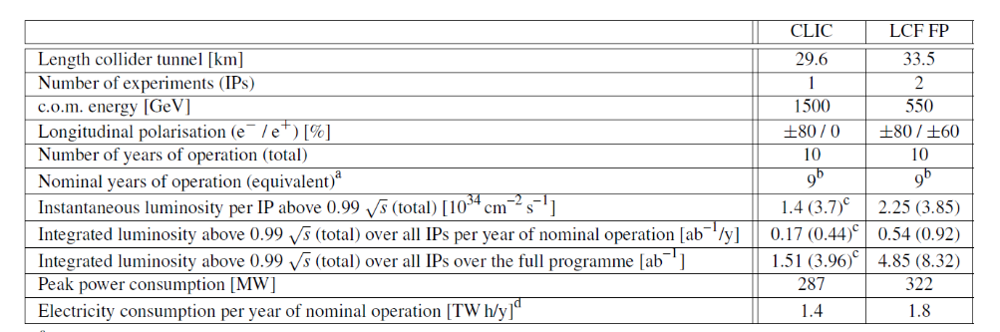 CLIC LCF FP
Length collider tunnel [km] 29.6 33.5
Number of experiments (IPs) 1 2
c.o.m. energy [GeV] 1500 550
Longitudinal polarisation (e⁻ / e⁺) [%] ±80 / 0 ±80 / ±60
Number of years of operation (total) 10 10
Nominal years of operation (equivalent)ᵃ 9ᵇ 9ᵇ
Instantaneous luminosity per IP above 0.99 √s (total) [10³⁴ cm⁻² s⁻¹] 1.4 (3.7)ᶜ 2.25 (3.85)
Integrated luminosity above 0.99 √s (total) over all IPs per year of nominal operation [ab⁻¹/y] 0.17 (0.44)ᶜ 0.54 (0.92)
Integrated luminosity above 0.99 √s (total) over all IPs over the full programme [ab⁻¹] 1.51 (3.96)ᶜ 4.85 (8.32)
Peak power consumption [MW] 287 322
Electricity consumption per year of nominal operation [TW h/y]ᵈ 1.4 1.8